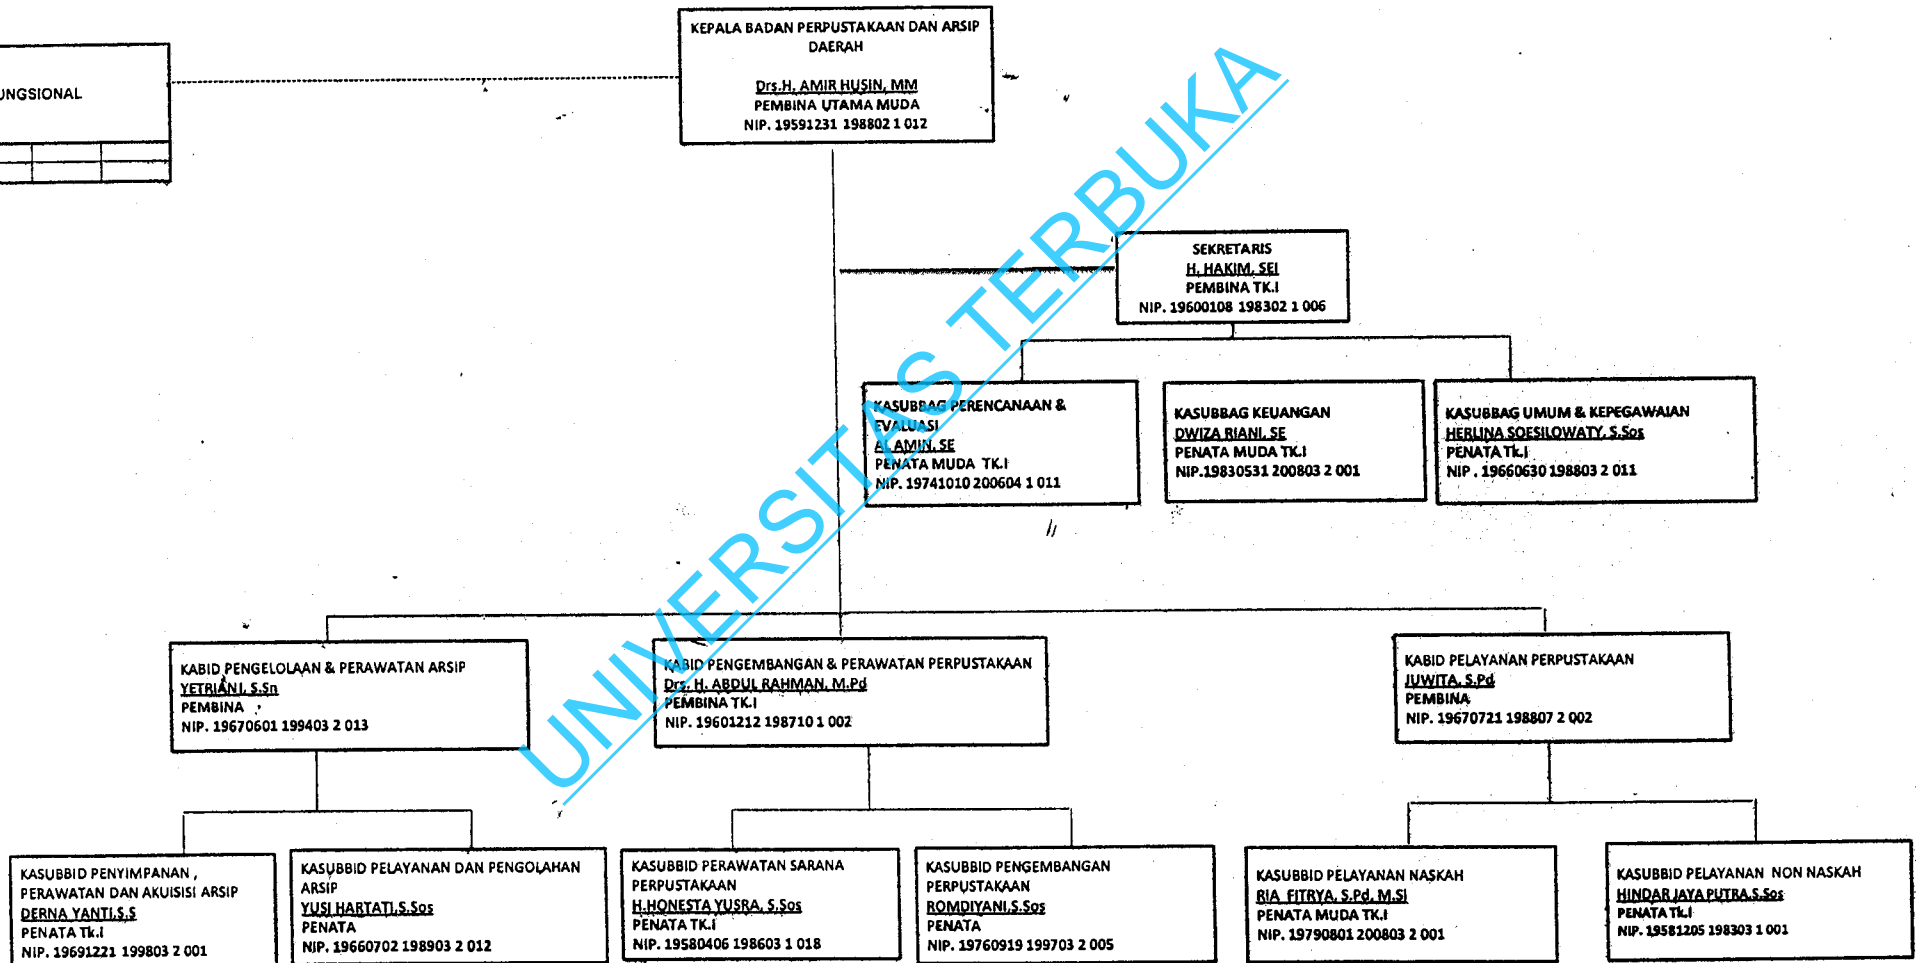 KEPALA BADAN PERPUSTAKAAN DAN ARSIP
DAERAH
Drs.H. AMIR HUSIN, MM
PEMBINA UTAMA MUDA
NIP. 19591231 198802 1 012
UNGSIONAL
SEKRETARIS
H. HAKIM, SEI
PEMBINA TK.I
NIP. 19600108 198302 1 006
KASUBBAG PERENCANAAN &
EVALUASI
AL AMIN, SE
PENATA MUDA TK.I
NIP. 19741010 200604 1 011
KASUBBAG KEUANGAN
DWIZA RIANI, SE
PENATA MUDA TK.I
NIP.19830531 200803 2 001
KASUBBAG UMUM & KEPEGAWAIAN
HERLINA SOESILOWATY, S.Sos
PENATA Tk.I
NIP . 19660630 198803 2 011
UNIVERSITAS TERBUKA
KABID PENGELOLAAN & PERAWATAN ARSIP
YETRIANI, S.Sn
PEMBINA
NIP. 19670601 199403 2 013
KABID PENGEMBANGAN & PERAWATAN PERPUSTAKAAN
Drs. H. ABDUL RAHMAN, M.Pd
PEMBINA TK.I
NIP. 19601212 198710 1 002
KABID PELAYANAN PERPUSTAKAAN
JUWITA, S.Pd
PEMBINA
NIP. 19670721 198807 2 002
KASUBBID PENYIMPANAN ,
PERAWATAN DAN AKUISISI ARSIP
DERNA YANTI,S.S
PENATA Tk.I
NIP. 19691221 199803 2 001
KASUBBID PELAYANAN DAN PENGOLAHAN
ARSIP
YUSI HARTATI,S.Sos
PENATA
NIP. 19660702 198903 2 012
KASUBBID PERAWATAN SARANA
PERPUSTAKAAN
H.HONESTA YUSRA, S.Sos
PENATA TK.I
NIP. 19580406 198603 1 018
KASUBBID PENGEMBANGAN
PERPUSTAKAAN
ROMDIYANI,S.Sos
PENATA
NIP. 19760919 199703 2 005
KASUBBID PELAYANAN NASKAH
RIA FITRYA, S.Pd, M.Si
PENATA MUDA TK.I
NIP. 19790801 200803 2 001
KASUBBID PELAYANAN NON NASKAH
HINDAR JAYA PUTRA,S.Sos
PENATA Tk.I
NIP. 19581205 198303 1 001